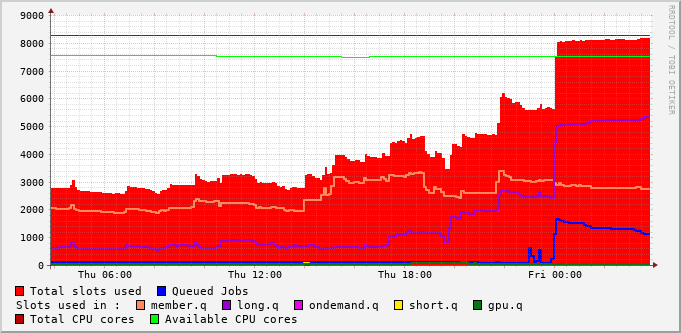 9000
8000
7000
6000
5000
4000
3000
2000
1000
0
Thu 06:00 Thu 12:00 Thu 18:00 Fri 00:00
RRDTOOL / TOBI OETIKER
Total slots used Queued Jobs
Slots used in : member.q long.q ondemand.q short.q gpu.q
Total CPU cores Available CPU cores